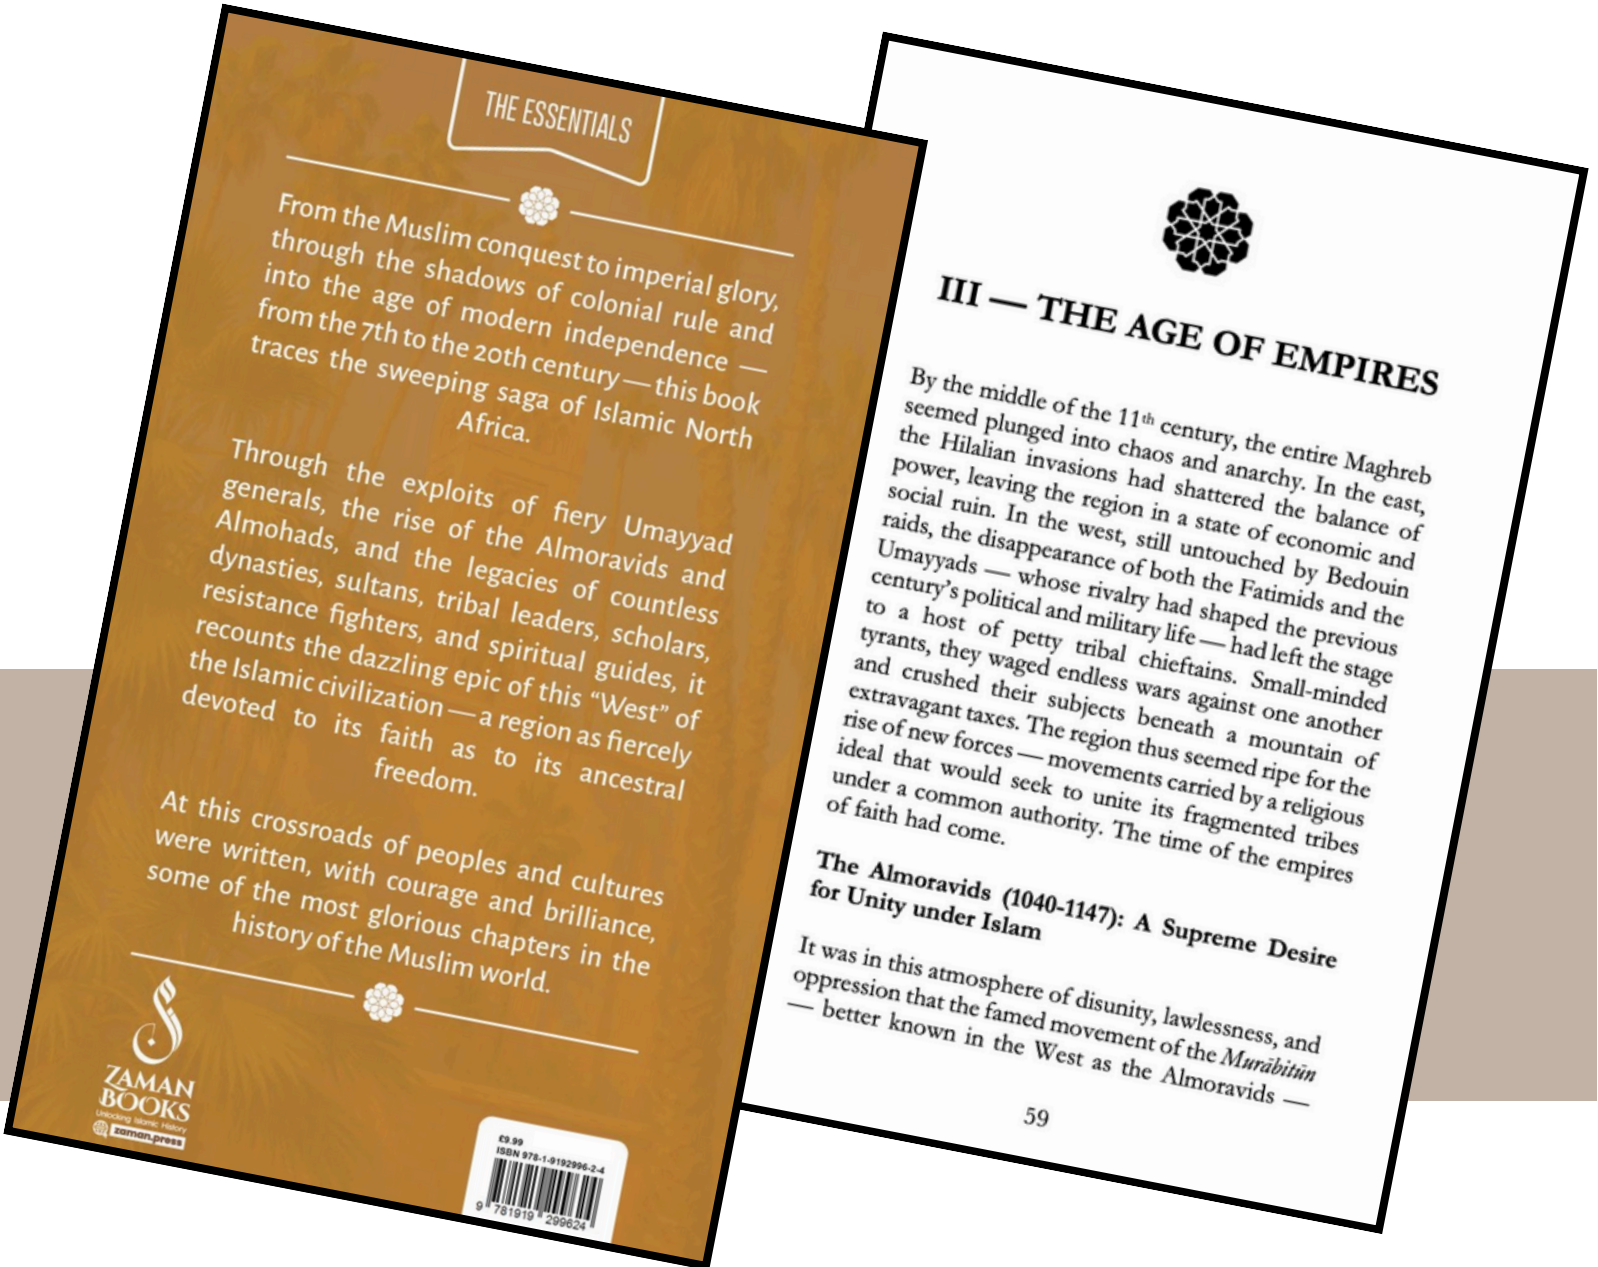 THE ESSENTIALS
From the Muslim conquest to imperial glory,
through the shadows of colonial rule and
into the age of modern independence —
from the 7th to the 20th century — this book
traces the sweeping saga of Islamic North
Africa.
Through the exploits of fiery Umayyad
generals, the rise of the Almoravids and
Almohads, and the legacies of countless
dynasties, sultans, tribal leaders, scholars,
resistance fighters, and spiritual guides, it
recounts the dazzling epic of this “West” of
the Islamic civilization — a region as fiercely
devoted to its faith as to its ancestral
freedom.
At this crossroads of peoples and cultures
were written, with courage and brilliance,
some of the most glorious chapters in the
history of the Muslim world.
ZAMAN
BOOKS
Unlocking Islamic History
zaman.press
£9.99
ISBN 978-1-9192996-2-4
9 781919 299624
III — THE AGE OF EMPIRES
By the middle of the 11th century, the entire Maghreb
seemed plunged into chaos and anarchy. In the east,
the Hilalian invasions had shattered the balance of
power, leaving the region in a state of economic and
social ruin. In the west, still untouched by Bedouin
raids, the disappearance of both the Fatimids and the
Umayyads — whose rivalry had shaped the previous
century’s political and military life — had left the stage
to a host of petty tribal chieftains. Small-minded
tyrants, they waged endless wars against one another
and crushed their subjects beneath a mountain of
extravagant taxes. The region thus seemed ripe for the
rise of new forces — movements carried by a religious
ideal that would seek to unite its fragmented tribes
under a common authority. The time of the empires
of faith had come.
The Almoravids (1040-1147): A Supreme Desire
for Unity under Islam
It was in this atmosphere of disunity, lawlessness, and
oppression that the famed movement of the Murābitūn
— better known in the West as the Almoravids —
59